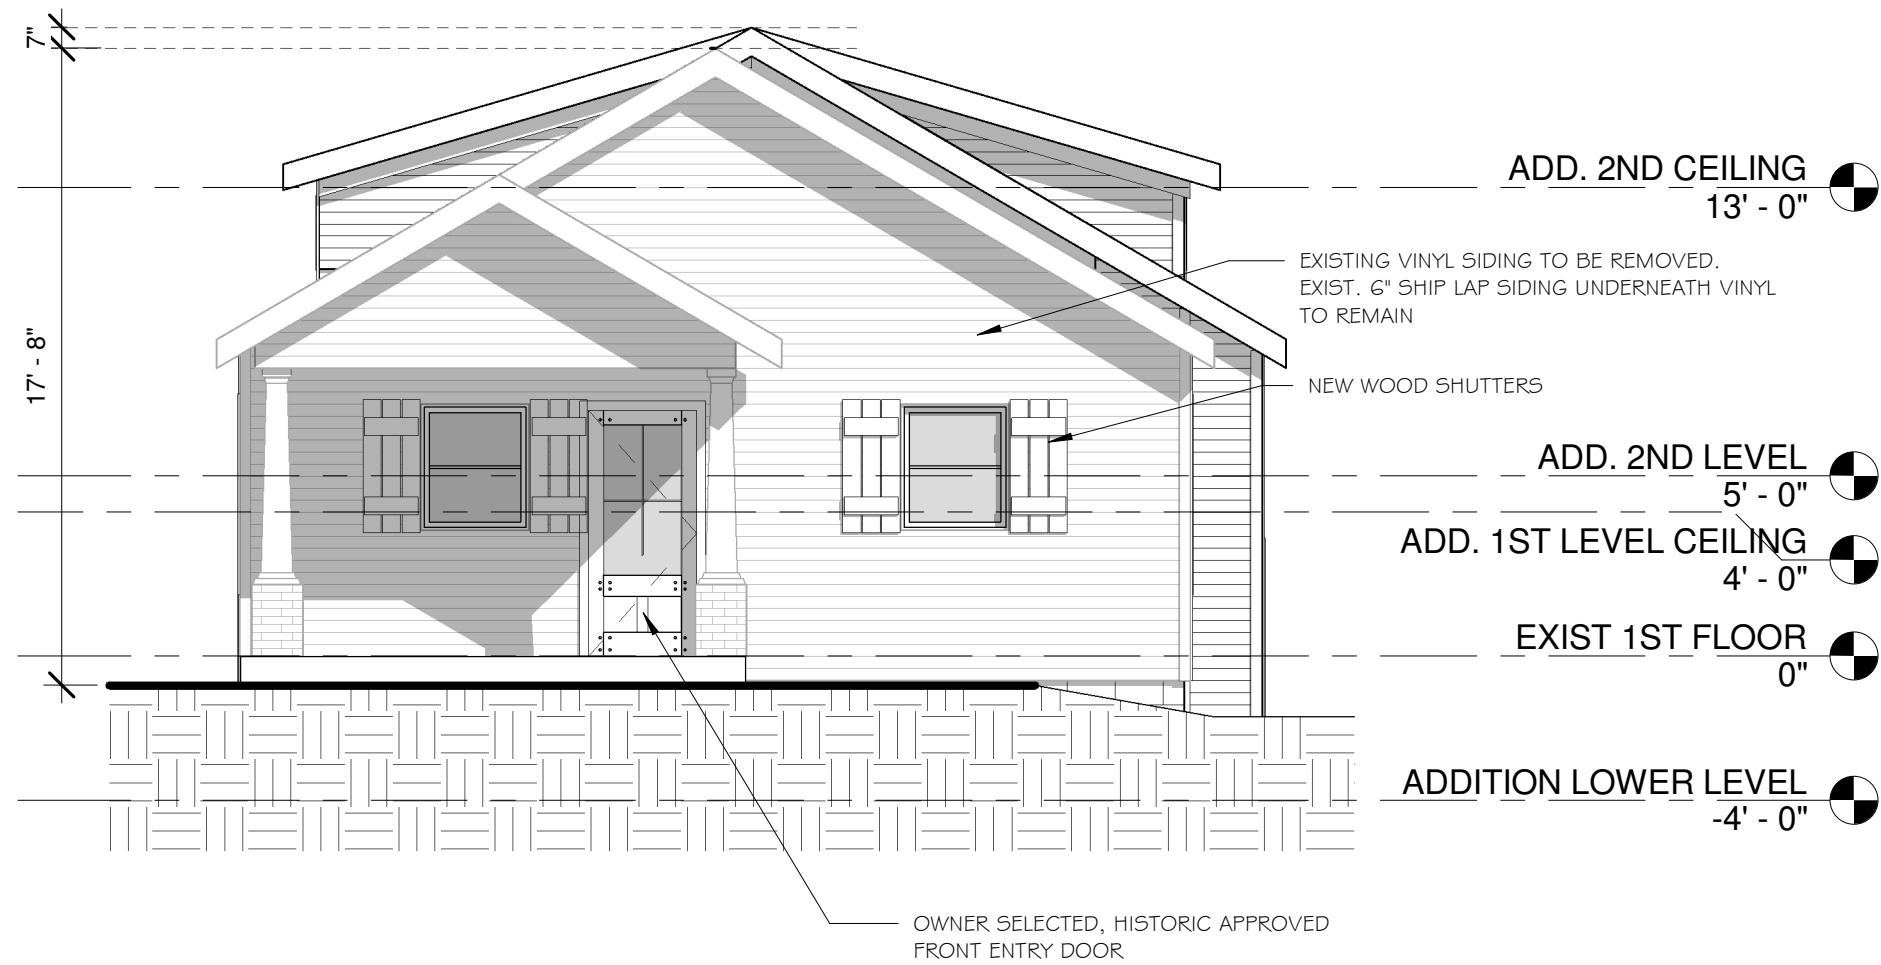 7"
17' - 8"
ADD. 2ND CEILING
13' - 0"
EXISTING VINYL SIDING TO BE REMOVED.
EXIST. 6" SHIP LAP SIDING UNDERNEATH VINYL
TO REMAIN
NEW WOOD SHUTTERS
ADD. 2ND LEVEL
5' - 0"
ADD. 1ST LEVEL CEILING
4' - 0"
EXIST 1ST FLOOR
0"
ADDITION LOWER LEVEL
-4' - 0"
OWNER SELECTED, HISTORIC APPROVED
FRONT ENTRY DOOR